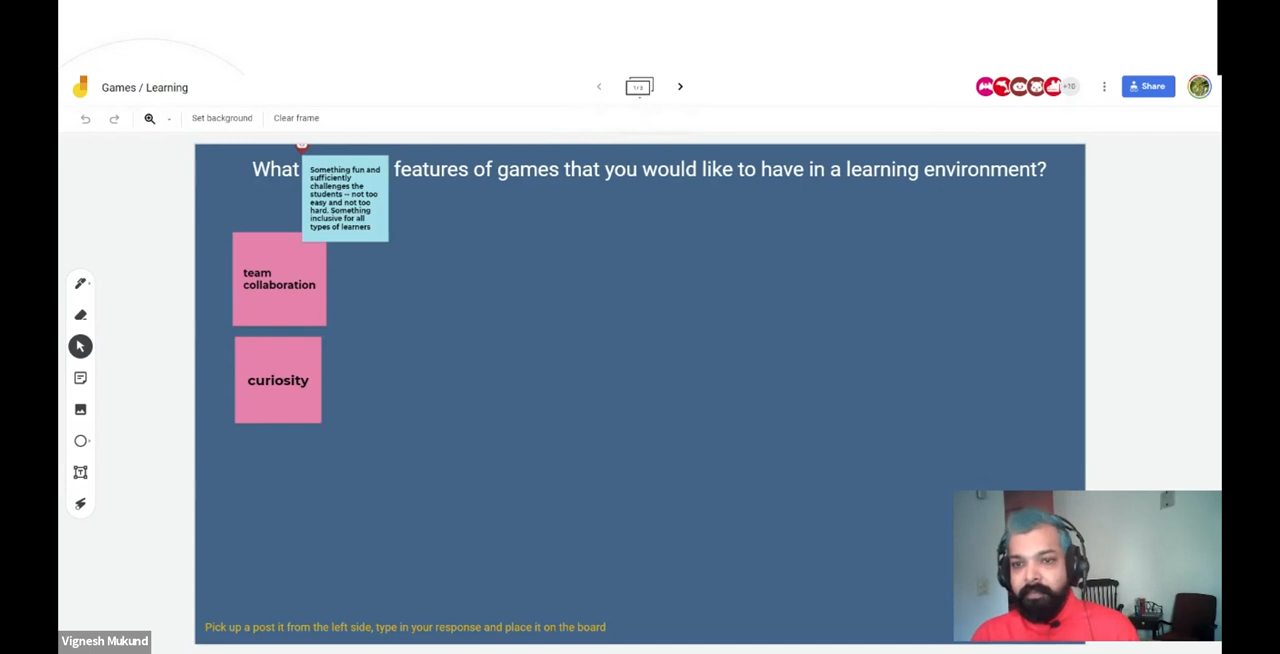 Games / Learning
1/3
+10
Share
Set background
Clear frame
What
features of games that you would like to have in a learning environment?
Something fun and
sufficiently
challenges the
students -- not too
easy and not too
hard. Something
inclusive for all
types of learners
team
collaboration
curiosity
Pick up a post it from the left side, type in your response and place it on the board
Vignesh Mukund